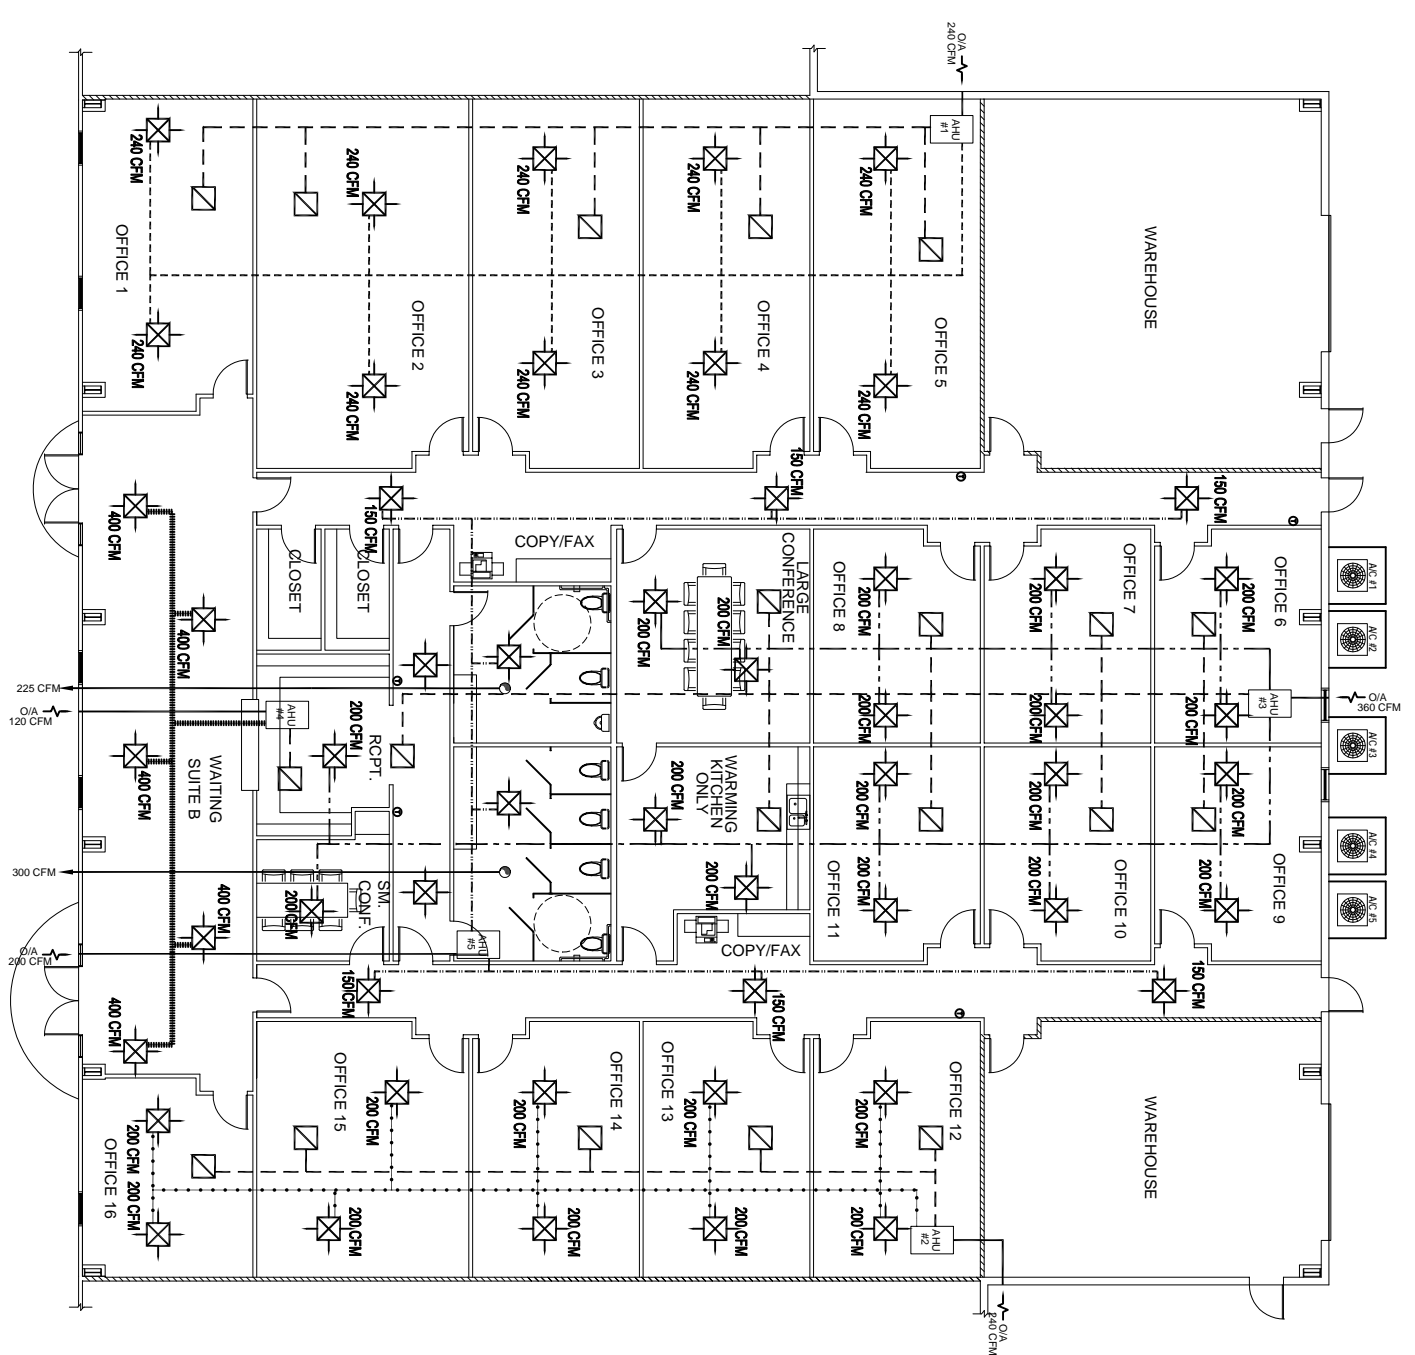 O/A
240 CFM
AHU
#1
240 CFM
240 CFM
240 CFM
240 CFM
240 CFM
OFFICE 1
OFFICE 2
OFFICE 3
OFFICE 4
OFFICE 5
WAREHOUSE
240 CFM
240 CFM
240 CFM
240 CFM
240 CFM
150 CFM
150 CFM
150 CFM
T
T
400 CFM
CLOSET
CLOSET
COPY/FAX
LARGE
CONFERENCE
OFFICE 8
OFFICE 7
OFFICE 6
A/C #1
A/C #2
200 CFM
200 CFM
200 CFM
200 CFM
200 CFM
400 CFM
225 CFM
O/A
120 CFM
AHU
#4
T
200 CFM
RCPT.
200 CFM
200 CFM
200 CFM
AHU
#3
O/A
360 CFM
A/C #3
400 CFM
WAITING
SUITE B
200 CFM
WARMING
KITCHEN
ONLY
200 CFM
200 CFM
200 CFM
T
A/C #4
300 CFM
400 CFM
SM.
CONF.
200 CFM
200 CFM
OFFICE 11
200 CFM
OFFICE 10
200 CFM
OFFICE 9
200 CFM
A/C #5
O/A
200 CFM
AHU
#5
COPY/FAX
400 CFM
150 CFM
150 CFM
150 CFM
T
OFFICE 16
OFFICE 15
OFFICE 14
OFFICE 13
OFFICE 12
WAREHOUSE
200 CFM
200 CFM
200 CFM
200 CFM
200 CFM
200 CFM
200 CFM
200 CFM
200 CFM
200 CFM
AHU
#2
O/A
240 CFM